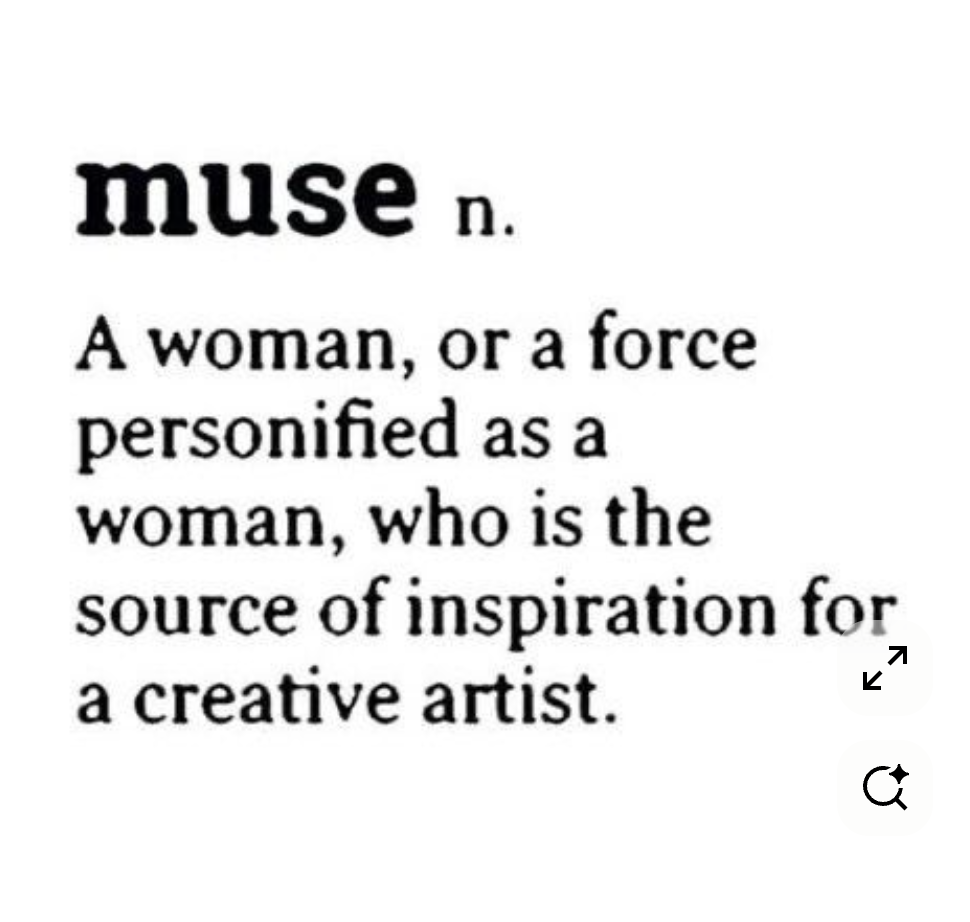 muse n.
A woman, or a force
personified as a
woman, who is the
source of inspiration for
a creative artist.